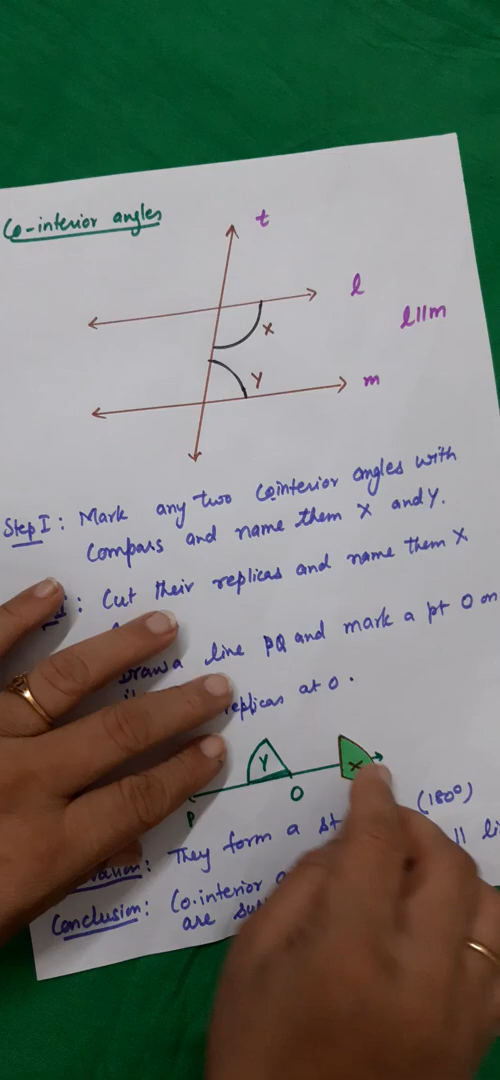 Co-interior angles
t
l
x
l||m
y
m
Step I: Mark any two Cointerior angles with
Compass and name them X and Y.
: Cut their replicas and name them X
Draw a line PQ and mark a pt O on
replicas at O.
Y
X
O
P
They form a (180°)
Conclusion: Co.interior || 
are